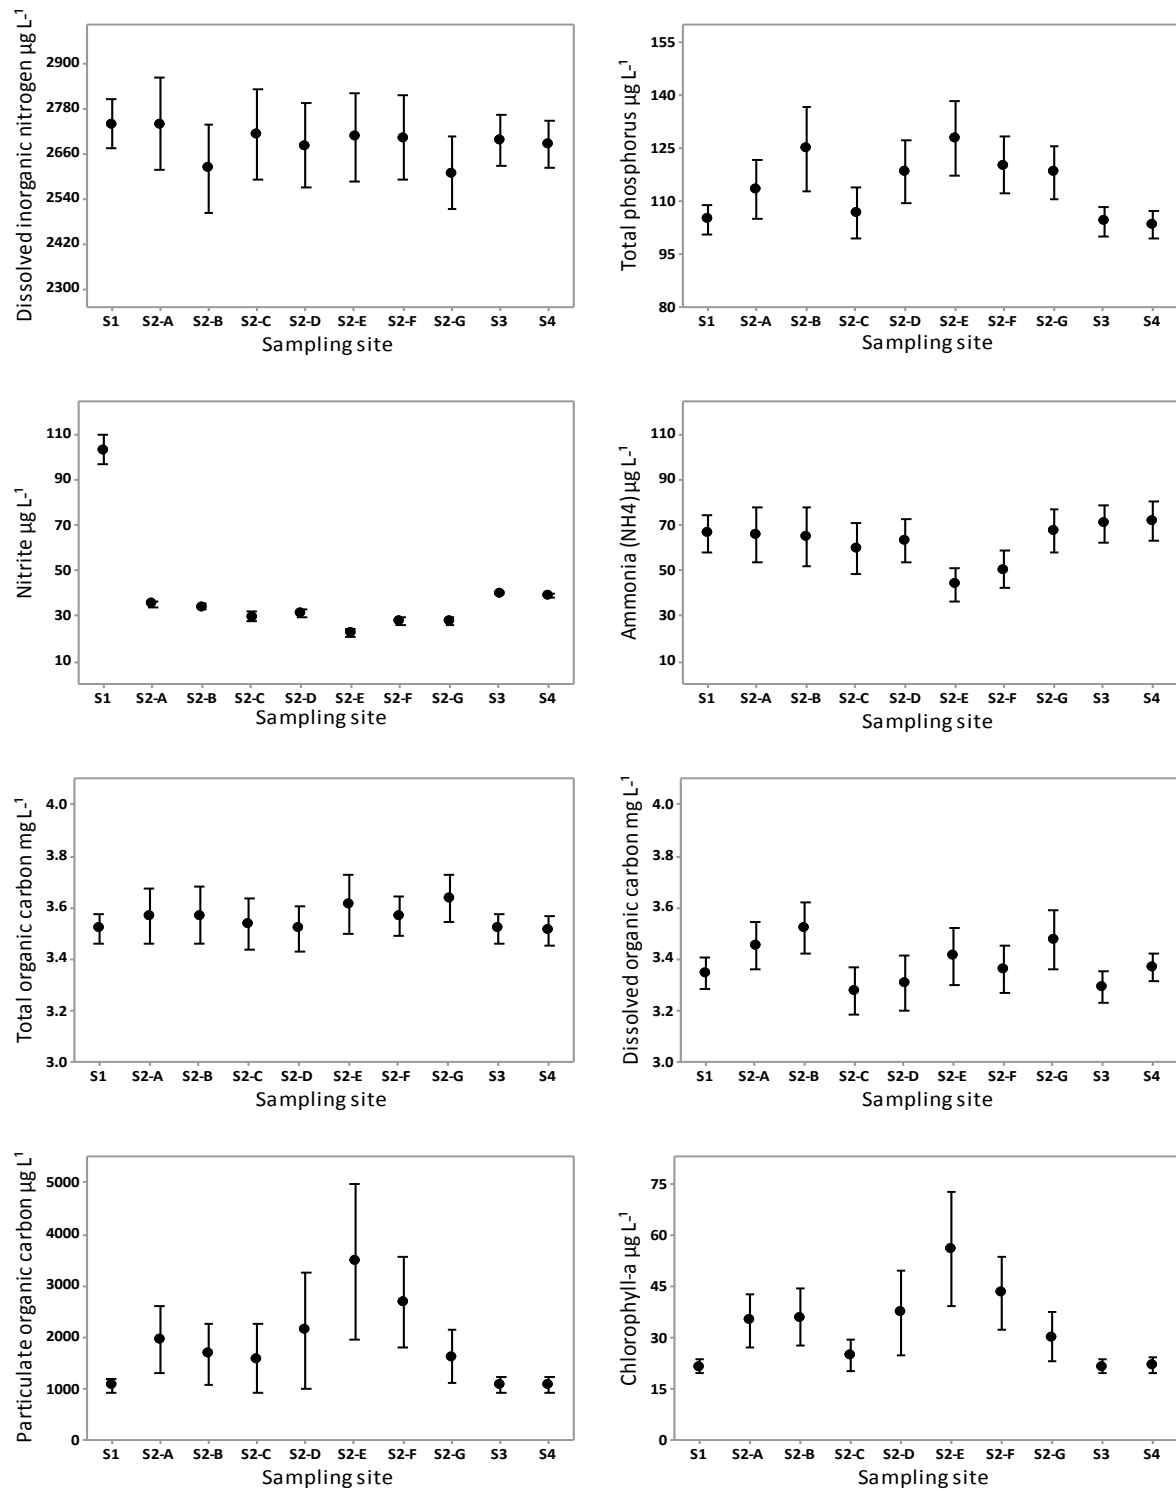 Dissolved inorganic nitrogen µg L-¹
2900
2780
2660
2540
2420
2300
S1 S2-A S2-B S2-C S2-D S2-E S2-F S2-G S3 S4
Sampling site
Total phosphorus µg L-¹
155
140
125
110
95
80
S1 S2-A S2-B S2-C S2-D S2-E S2-F S2-G S3 S4
Sampling site
Nitrite µg L-¹
110
90
70
50
30
10
S1 S2-A S2-B S2-C S2-D S2-E S2-F S2-G S3 S4
Sampling site
Ammonia (NH4) µg L-¹
110
90
70
50
30
10
S1 S2-A S2-B S2-C S2-D S2-E S2-F S2-G S3 S4
Sampling site
Total organic carbon mg L-¹
4.0
3.8
3.6
3.4
3.2
3.0
S1 S2-A S2-B S2-C S2-D S2-E S2-F S2-G S3 S4
Sampling site
Dissolved organic carbon mg L-¹
4.0
3.8
3.6
3.4
3.2
3.0
S1 S2-A S2-B S2-C S2-D S2-E S2-F S2-G S3 S4
Sampling site
Particulate organic carbon µg L¹
5000
4000
3000
2000
1000
0
S1 S2-A S2-B S2-C S2-D S2-E S2-F S2-G S3 S4
Sampling site
Chlorophyll-a µg L-¹
75
60
45
30
15
0
S1 S2-A S2-B S2-C S2-D S2-E S2-F S2-G S3 S4
Sampling site